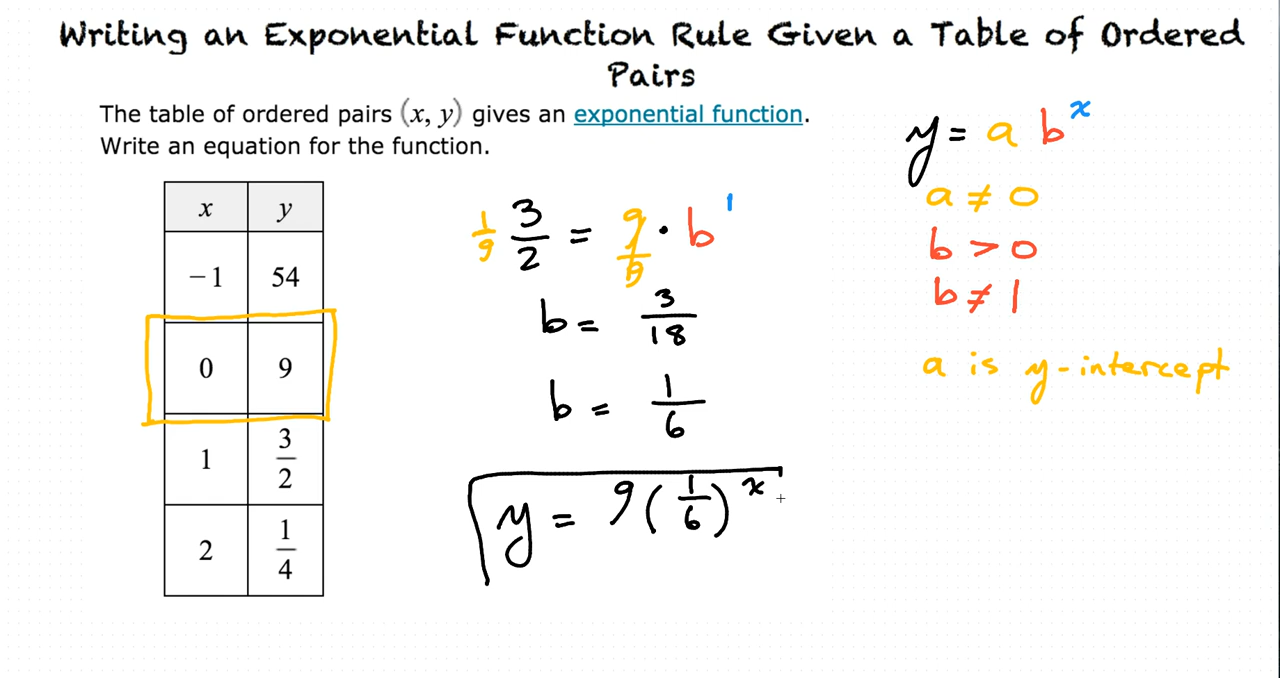 Writing an Exponential Function Rule Given a Table of Ordered
Pairs
The table of ordered pairs (x, y) gives an exponential function.
Write an equation for the function.
x y
−1 54
0 9
1 3/2
2 1/4
1/9 3/2 = 9/1 · b^1
1/9
b = 3/18
b = 1/6
y = 9(1/6)^x
y = a b^x
a ≠ 0
b > 0
b ≠ 1
a is y-intercept